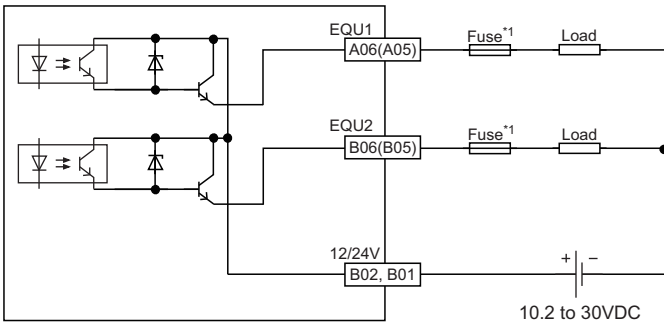 EQU1
A06(A05)
Fuse*1
Load
EQU2
B06(B05)
Fuse*1
Load
12/24V
B02, B01
+ −
10.2 to 30VDC